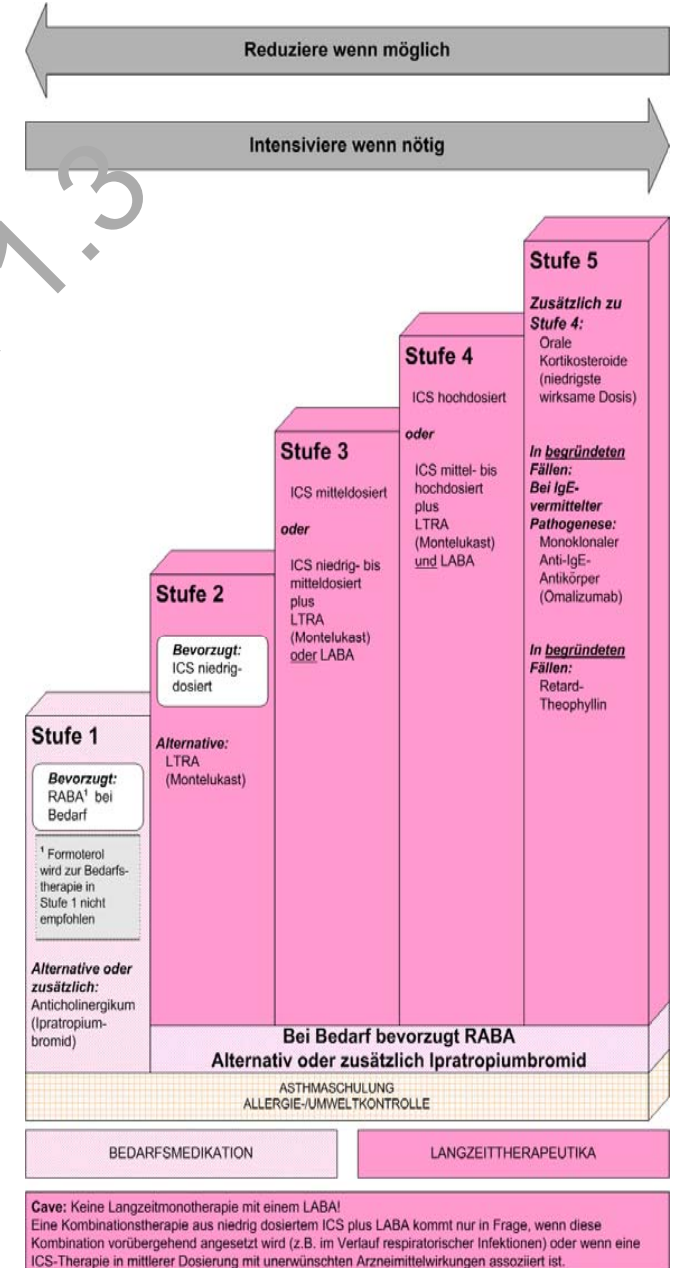 Reduziere wenn möglich
Intensiviere wenn nötig
1.3
Stufe 1
Bevorzugt:
RABA¹ bei
Bedarf
¹ Formoterol
wird zur Bedarfs-
therapie in
Stufe 1 nicht
empfohlen
Alternative oder
zusätzlich:
Anticholinergikum
(Ipratropium-
bromid)
Stufe 2
Bevorzugt:
ICS niedrig-
dosiert
Alternative:
LTRA
(Montelukast)
Stufe 3
ICS mitteldosiert
oder
ICS niedrig- bis
mitteldosiert
plus
LTRA
(Montelukast)
oder LABA
Stufe 4
ICS hochdosiert
oder
ICS mittel- bis
hochdosiert
plus
LTRA
(Montelukast)
und LABA
Stufe 5
Zusätzlich zu
Stufe 4:
Orale
Kortikosteroide
(niedrigste
wirksame Dosis)
In begründeten
Fällen:
Bei IgE-
vermittelter
Pathogenese:
Monoklonaler
Anti-IgE-
Antikörper
(Omalizumab)
In begründeten
Fällen:
Retard-
Theophyllin
Bei Bedarf bevorzugt RABA
Alternativ oder zusätzlich Ipratropiumbromid
ASTHMASCHULUNG
ALLERGIE-/UMWELTKONTROLLE
BEDARFSMEDIKATION
LANGZEITTHERAPEUTIKA
Cave: Keine Langzeitmonotherapie mit einem LABA!
Eine Kombinationstherapie aus niedrig dosiertem ICS plus LABA kommt nur in Frage, wenn diese
Kombination vorübergehend angesetzt wird (z.B. im Verlauf respiratorischer Infektionen) oder wenn eine
ICS-Therapie in mittlerer Dosierung mit unerwünschten Arzneimittelwirkungen assoziiert ist.